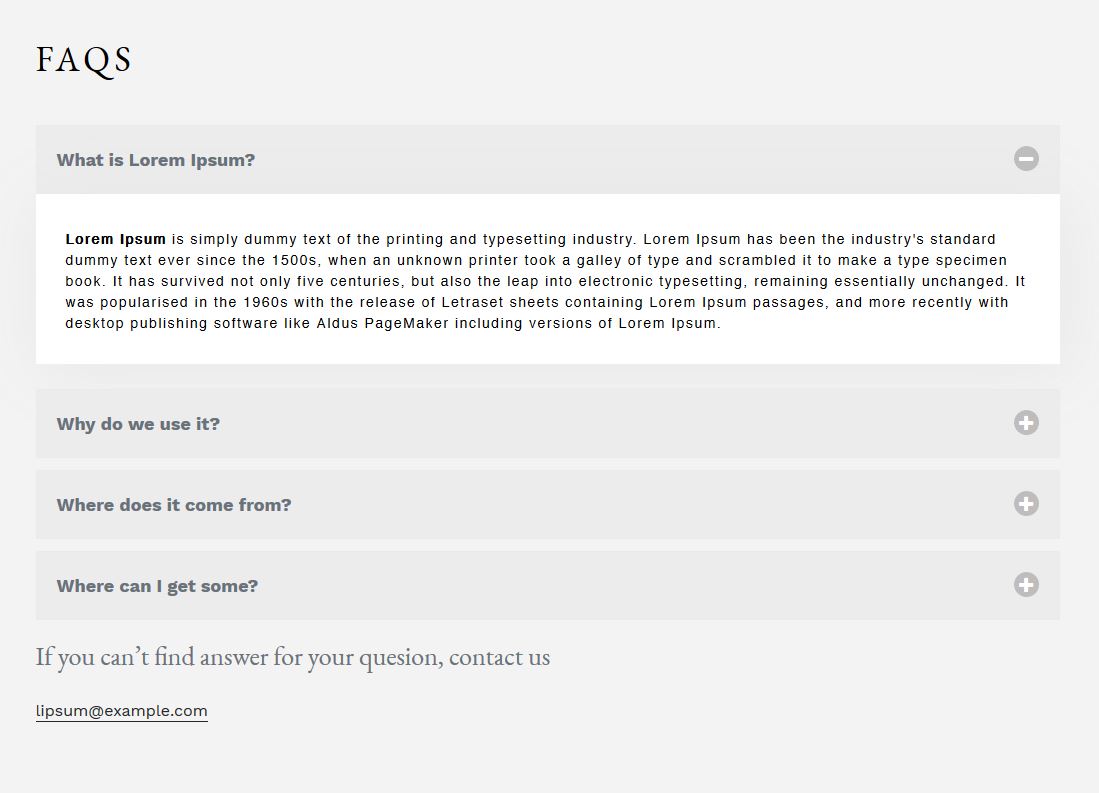 FAQS
What is Lorem Ipsum?
Lorem Ipsum is simply dummy text of the printing and typesetting industry. Lorem Ipsum has been the industry's standard
dummy text ever since the 1500s, when an unknown printer took a galley of type and scrambled it to make a type specimen
book. It has survived not only five centuries, but also the leap into electronic typesetting, remaining essentially unchanged. It
was popularised in the 1960s with the release of Letraset sheets containing Lorem Ipsum passages, and more recently with
desktop publishing software like Aldus PageMaker including versions of Lorem Ipsum.
Why do we use it?
Where does it come from?
Where can I get some?
If you can’t find answer for your quesion, contact us
lipsum@example.com